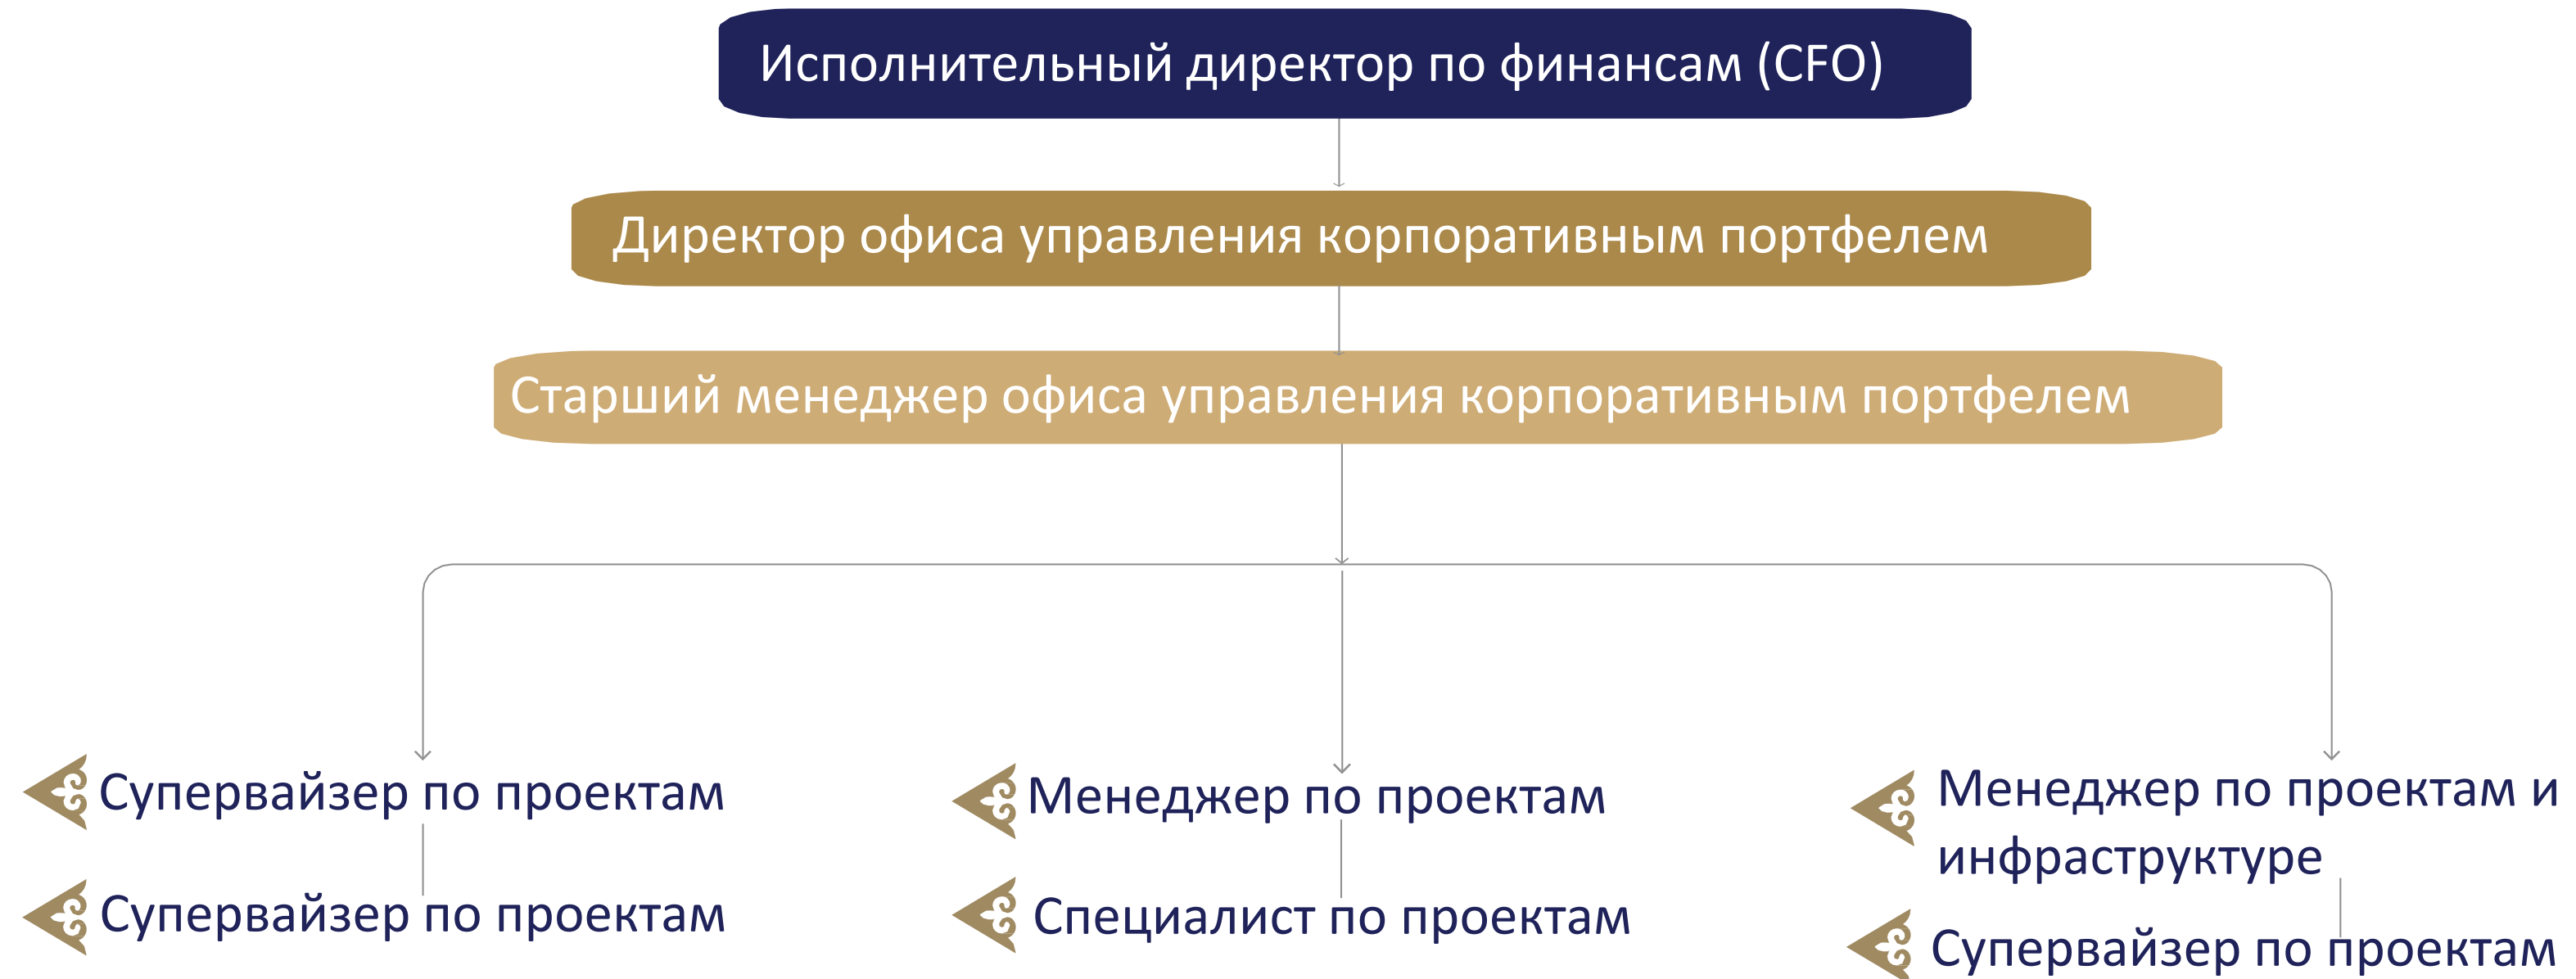 Исполнительный директор по финансам (CFO)
Директор офиса управления корпоративным портфелем
Старший менеджер офиса управления корпоративным портфелем
Супервайзер по проектам
Супервайзер по проектам
Менеджер по проектам
Специалист по проектам
Менеджер по проектам и
инфраструктуре
Супервайзер по проектам